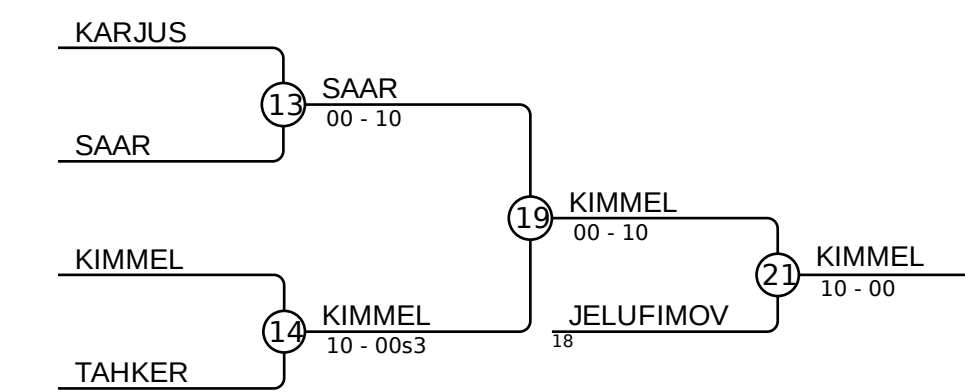 KARJUS
13
SAAR
00 - 10
SAAR
19
KIMMEL
00 - 10
KIMMEL
21
KIMMEL
10 - 00
14
KIMMEL
10 - 00s3
JELUFIMOV
18
TAHKER